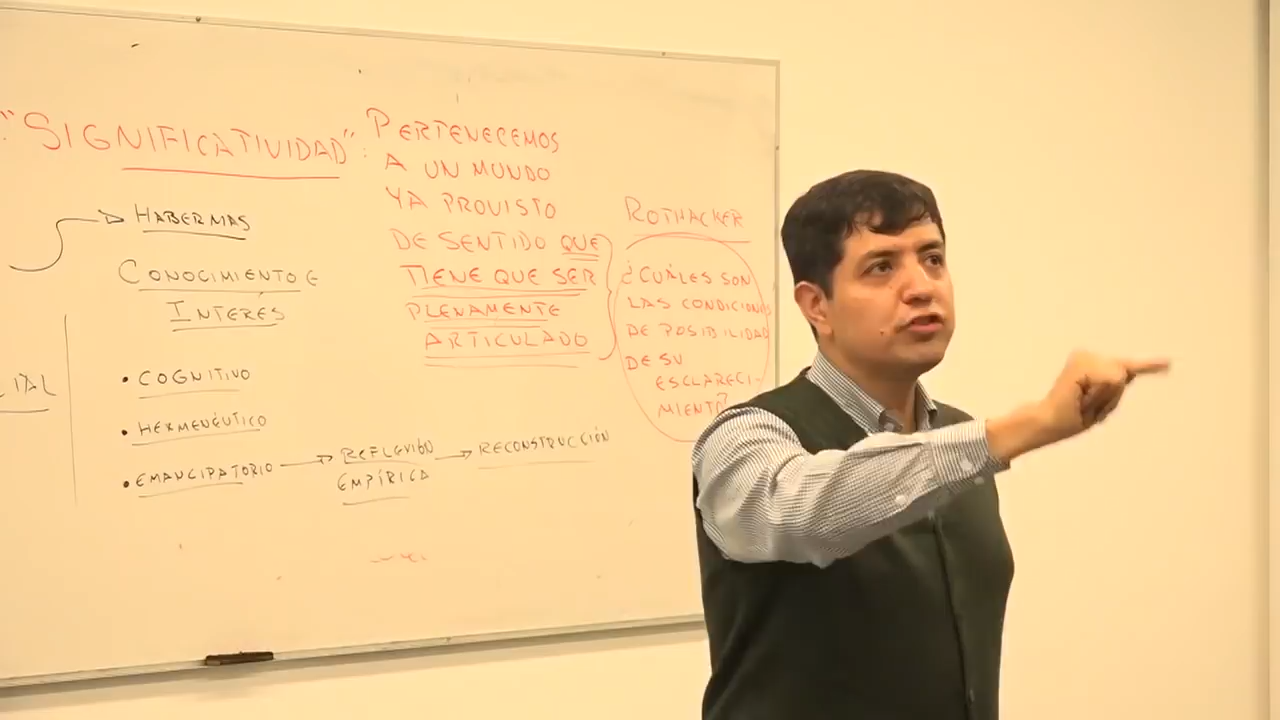 "SIGNIFICATIVIDAD":
PERTENECEMOS
A UN MUNDO
YA PROVISTO
DE SENTIDO QUE
TIENE QUE SER
PLENAMENTE
ARTICULADO
HABERMAS
CONOCIMIENTO E
INTERÉS
• COGNITIVO
• HERMENÉUTICO
• EMANCIPATORIO → REFLEXIÓN → RECONSTRUCCIÓN
EMPÍRICA
ROTHACKER
¿CUÁLES SON
LAS CONDICIONES
DE POSIBILIDAD
DE SU
ESCLARECI-
MIENTO?